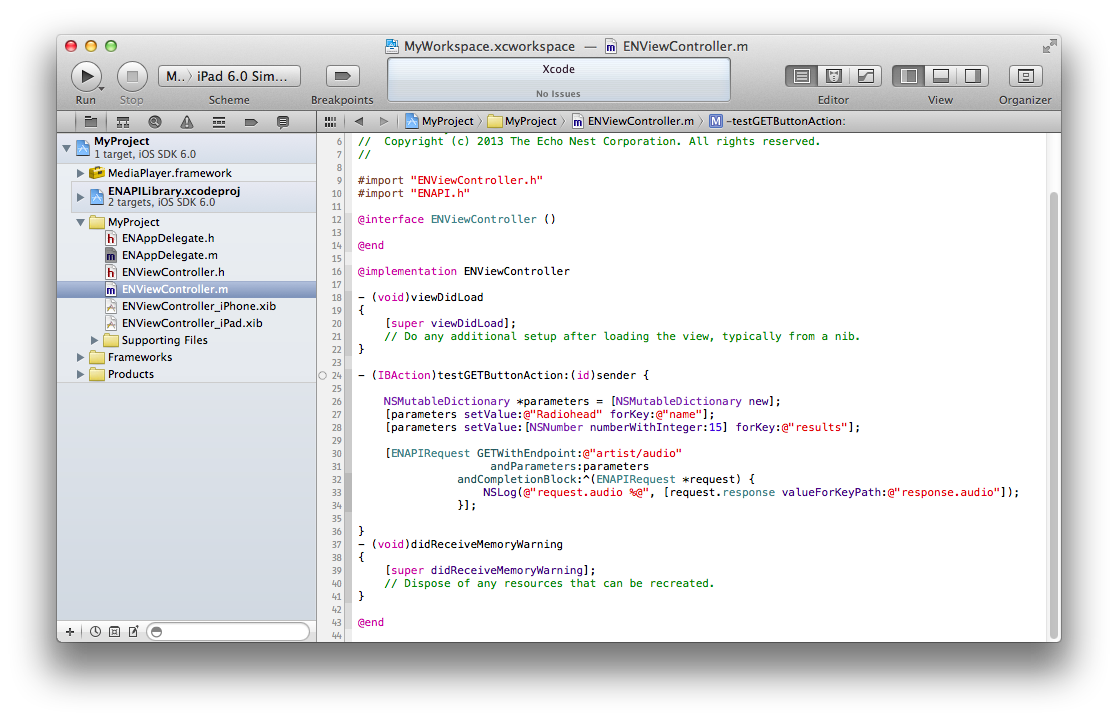 MyWorkspace.xcworkspace — ENViewController.m
M.. 〉 iPad 6.0 Sim...
Xcode
No Issues
Run Stop Scheme Breakpoints Editor View Organizer
MyProject 〉 MyProject 〉 ENViewController.m 〉 M -testGETButtonAction:
MyProject
1 target, iOS SDK 6.0
MediaPlayer.framework
ENAPILibrary.xcodeproj
2 targets, iOS SDK 6.0
MyProject
h ENAppDelegate.h
m ENAppDelegate.m
h ENViewController.h
m ENViewController.m
ENViewController_iPhone.xib
ENViewController_iPad.xib
Supporting Files
Frameworks
Products
6 //  Copyright (c) 2013 The Echo Nest Corporation. All rights reserved.
7 //
8
9 #import "ENViewController.h"
10 #import "ENAPI.h"
11
12 @interface ENViewController ()
13
14 @end
15
16 @implementation ENViewController
17
18 - (void)viewDidLoad
19 {
20     [super viewDidLoad];
21     // Do any additional setup after loading the view, typically from a nib.
22 }
23
24 - (IBAction)testGETButtonAction:(id)sender {
25
26     NSMutableDictionary *parameters = [NSMutableDictionary new];
27     [parameters setValue:@"Radiohead" forKey:@"name"];
28     [parameters setValue:[NSNumber numberWithInteger:15] forKey:@"results"];
29
30     [ENAPIRequest GETWithEndpoint:@"artist/audio"
31                     andParameters:parameters
32                andCompletionBlock:^(ENAPIRequest *request) {
33                    NSLog(@"request.audio %@", [request.response valueForKeyPath:@"response.audio"]);
34                }];
35
36 }
37 - (void)didReceiveMemoryWarning
38 {
39     [super didReceiveMemoryWarning];
40     // Dispose of any resources that can be recreated.
41 }
42
43 @end
44